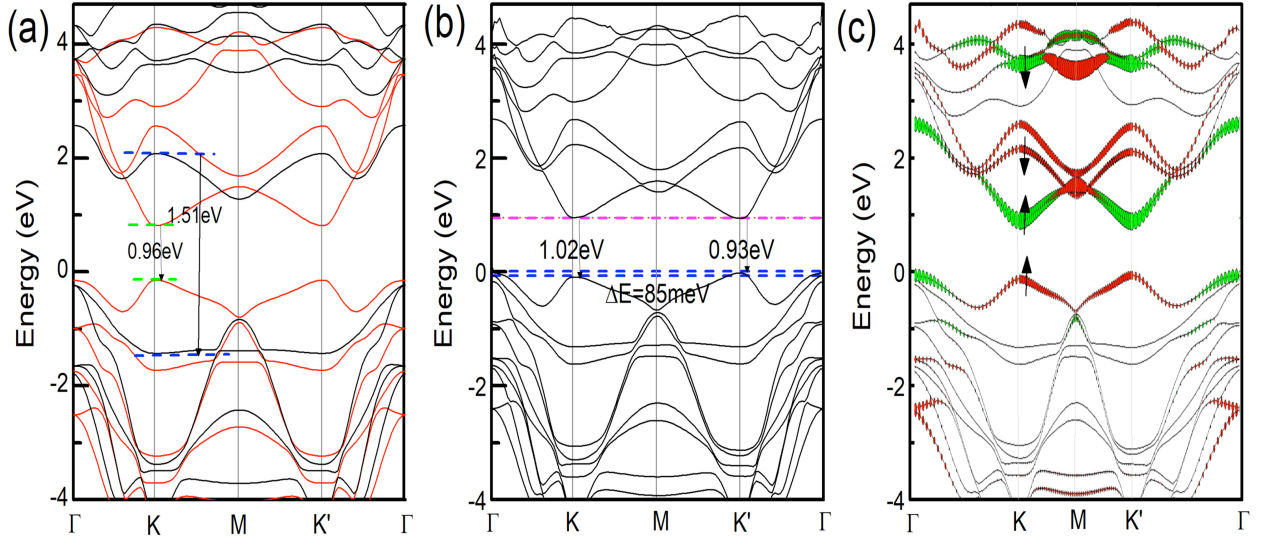 (a)
Energy (eV)
4
2
0
-2
-4
1.51eV
0.96eV
Γ K M K' Γ
(b)
Energy (eV)
4
2
0
-2
-4
1.02eV 0.93eV
ΔE=85meV
Γ K M K' Γ
(c)
Energy (eV)
4
2
0
-2
-4
Γ K M K' Γ